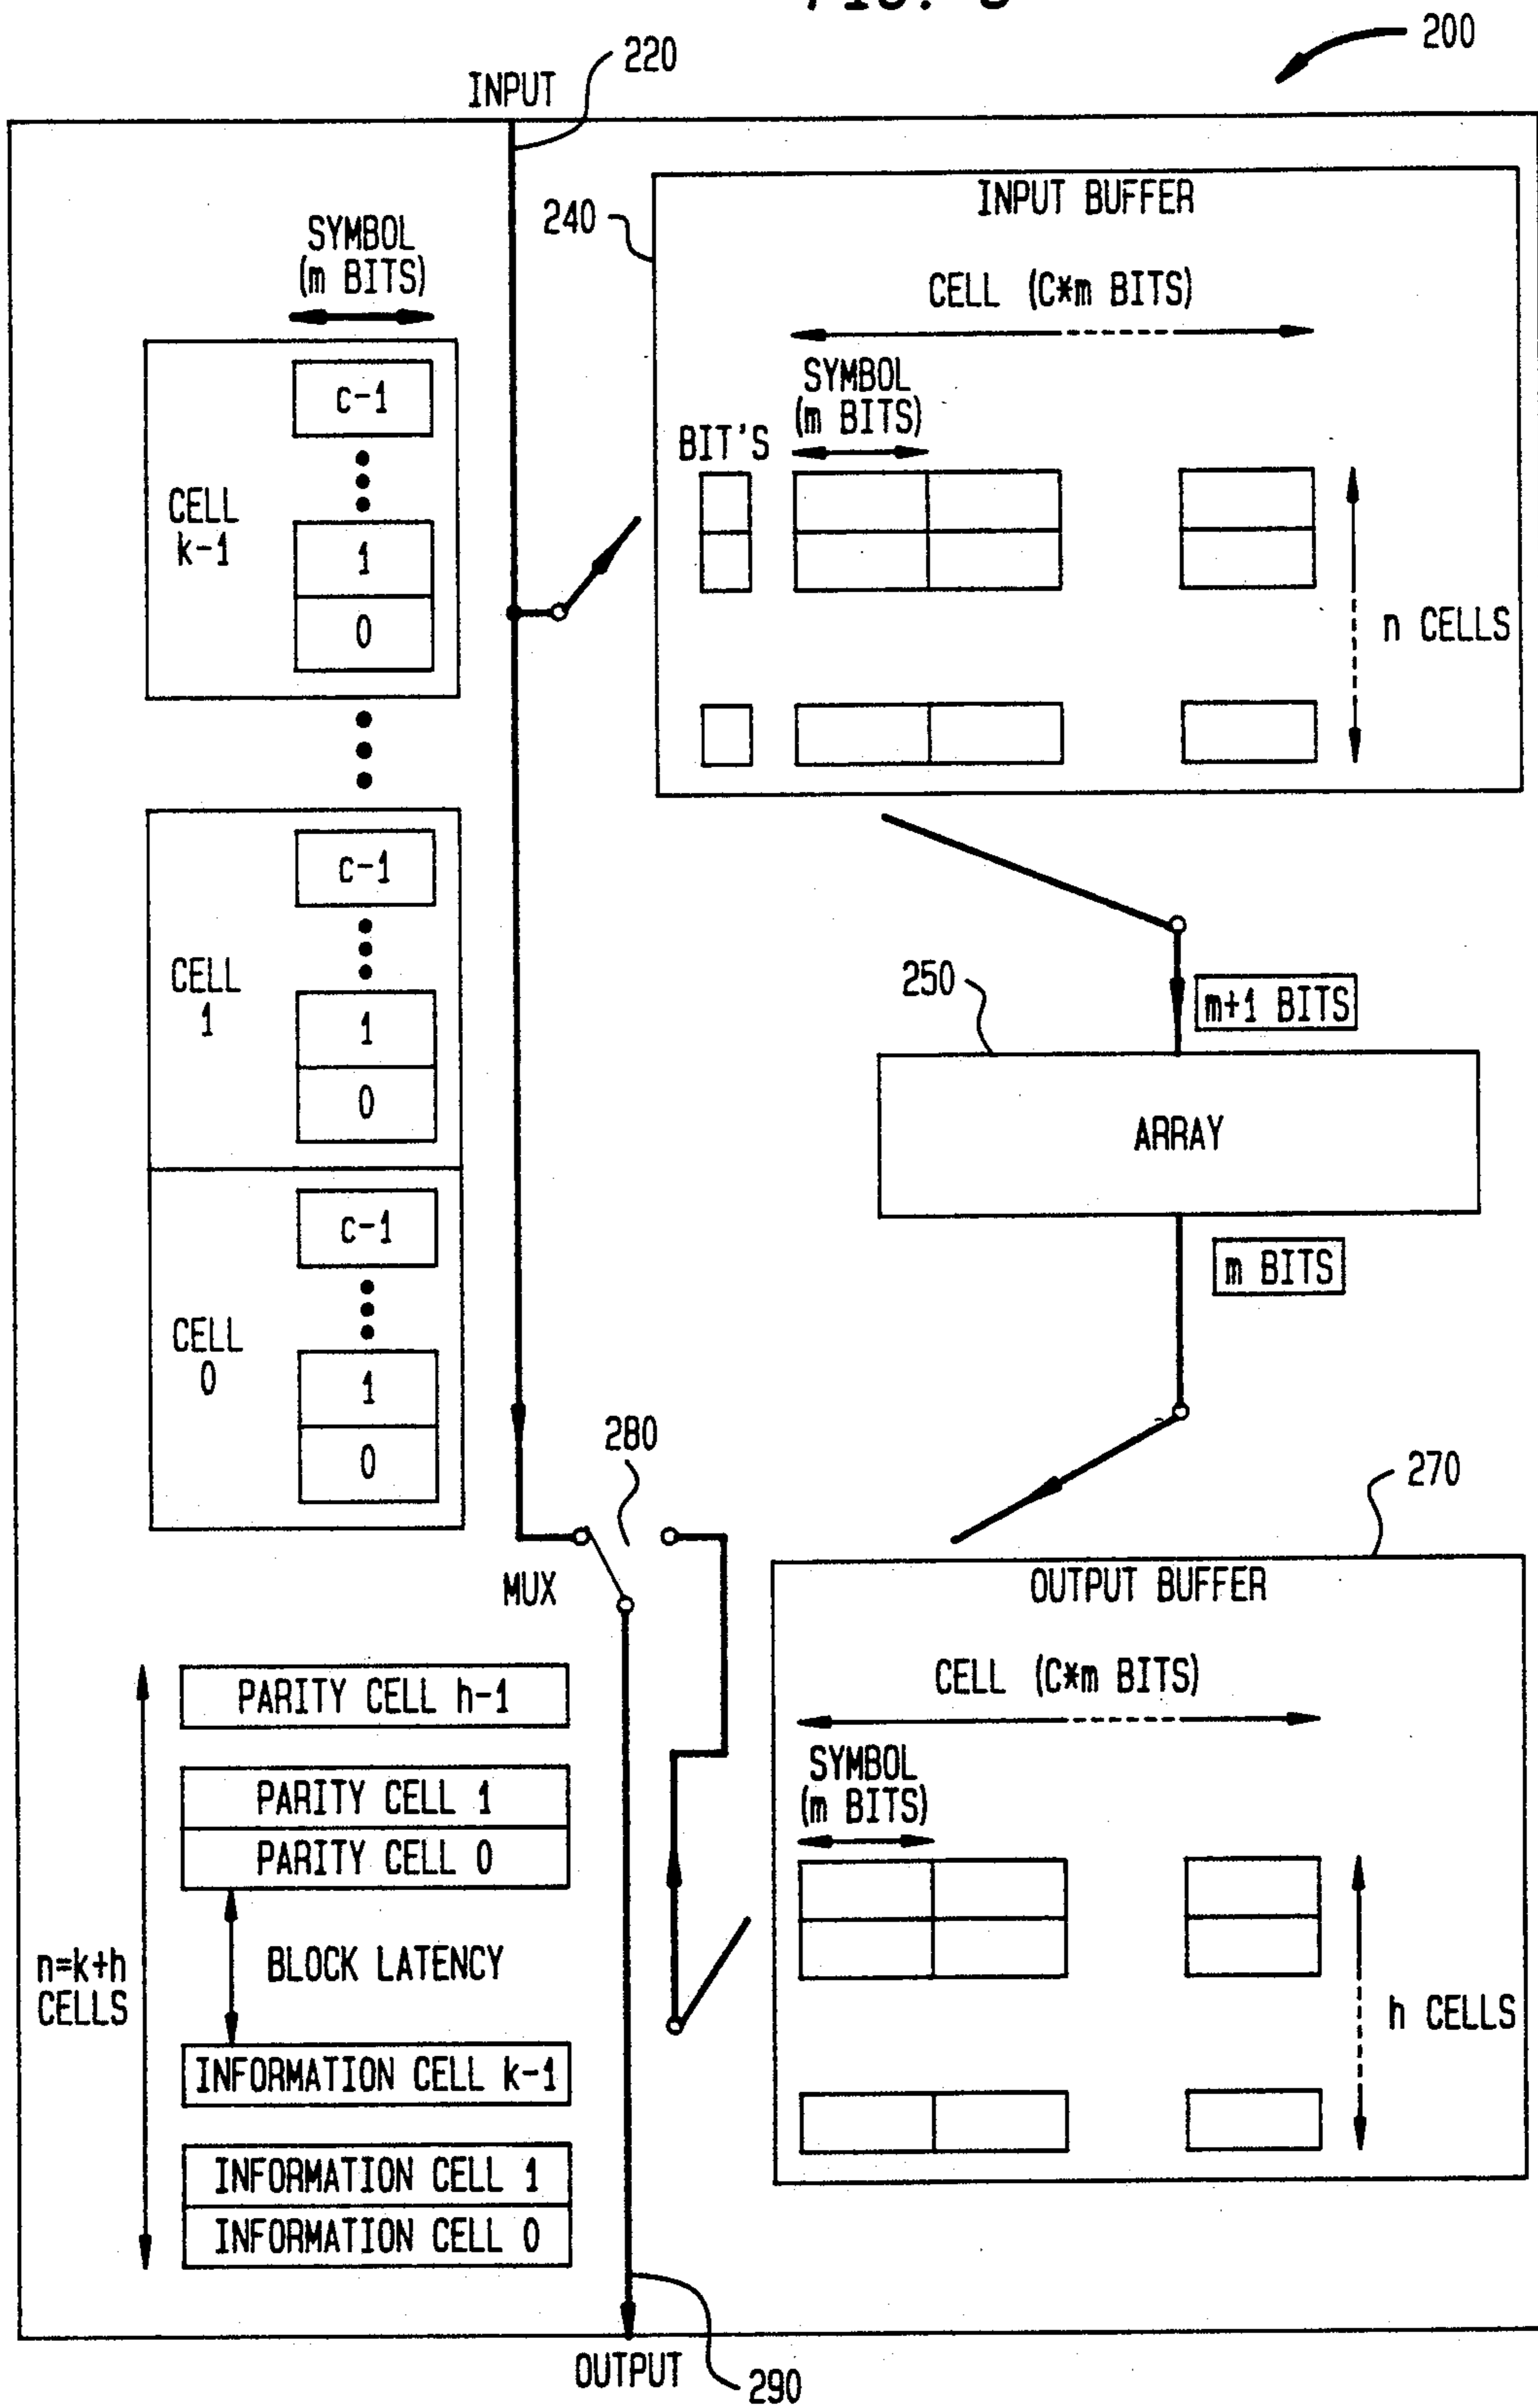 200
220
INPUT
INPUT BUFFER
240
SYMBOL
(m BITS)
CELL (C*m BITS)
SYMBOL
(m BITS)
BIT'S
c-1
CELL
k-1
1
0
n CELLS
c-1
CELL
1
1
0
250
m+1 BITS
ARRAY
c-1
CELL
0
1
0
m BITS
280
270
MUX
OUTPUT BUFFER
PARITY CELL h-1
CELL (C*m BITS)
PARITY CELL 1
SYMBOL
(m BITS)
PARITY CELL 0
n=k+h
CELLS
BLOCK LATENCY
h CELLS
INFORMATION CELL k-1
INFORMATION CELL 1
INFORMATION CELL 0
OUTPUT
290